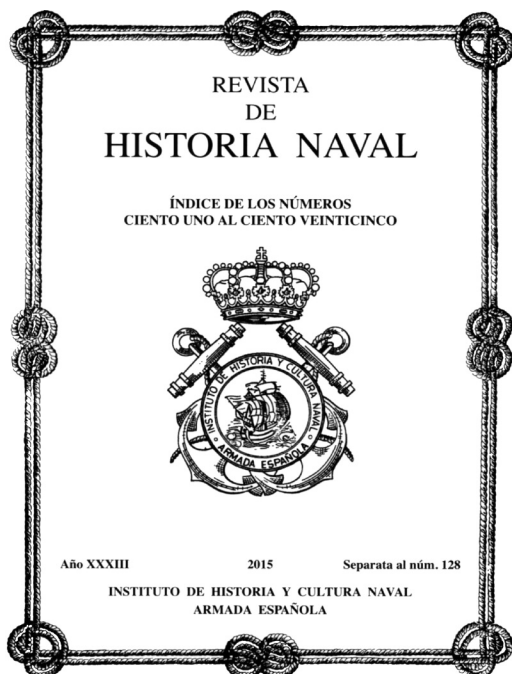 REVISTA
DE
HISTORIA NAVAL
ÍNDICE DE LOS NÚMEROS
CIENTO UNO AL CIENTO VEINTICINCO
INSTITUTO DE HISTORIA Y CULTURA NAVAL
ARMADA ESPAÑOLA
Año XXXIII 2015 Separata al núm. 128
INSTITUTO DE HISTORIA Y CULTURA NAVAL
ARMADA ESPAÑOLA